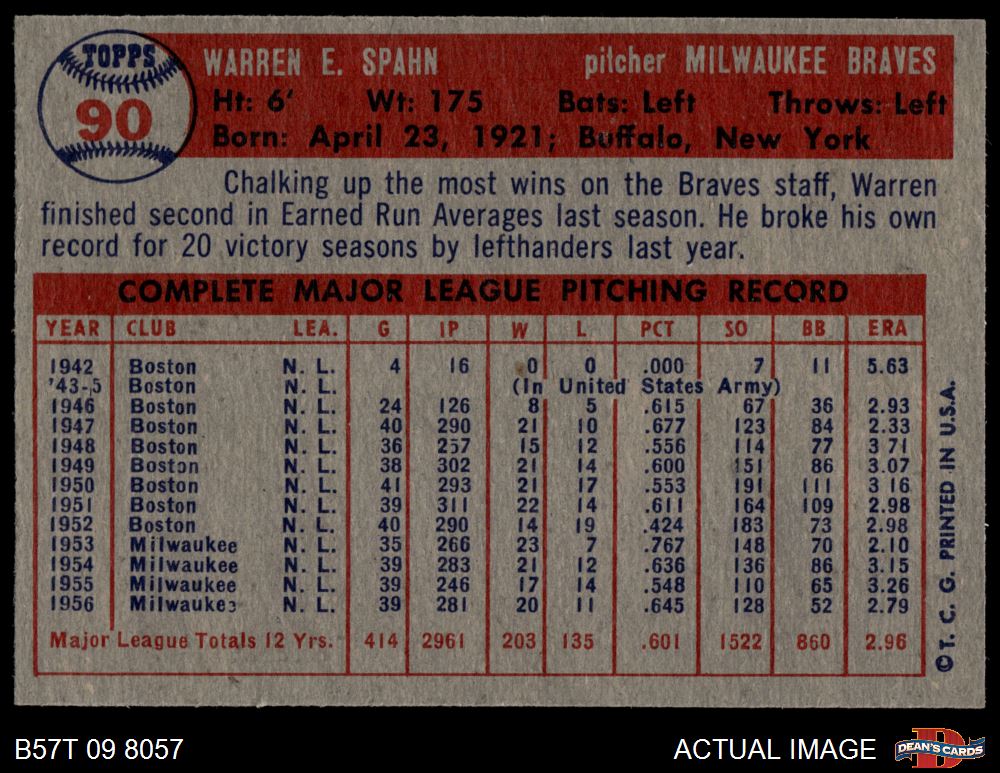 TOPPS
90
WARREN E. SPAHN pitcher MILWAUKEE BRAVES
Ht: 6' Wt: 175 Bats: Left Throws: Left
Born: April 23, 1921; Buffalo, New York
Chalking up the most wins on the Braves staff, Warren
finished second in Earned Run Averages last season. He broke his own
record for 20 victory seasons by lefthanders last year.
COMPLETE MAJOR LEAGUE PITCHING RECORD
YEAR CLUB LEA. G IP W L PCT SO BB ERA
1942 Boston N. L. 4 16 0 0 .000 7 11 5.63
'43-5 Boston N. L. (In United States Army)
1946 Boston N. L. 24 126 8 5 .615 67 36 2.93
1947 Boston N. L. 40 290 21 10 .677 123 84 2.33
1948 Boston N. L. 36 257 15 12 .556 114 77 3 71
1949 Boston N. L. 38 302 21 14 .600 151 86 3.07
1950 Boston N. L. 41 293 21 17 .553 191 111 3 16
1951 Boston N. L. 39 311 22 14 .611 164 109 2.98
1952 Boston N. L. 40 290 14 19 .424 183 73 2.98
1953 Milwaukee N. L. 35 266 23 7 .767 148 70 2.10
1954 Milwaukee N. L. 39 283 21 12 .636 136 86 3.15
1955 Milwaukee N. L. 39 246 17 14 .548 110 65 3.26
1956 Milwaukee N. L. 39 281 20 11 .645 128 52 2.79
Major League Totals 12 Yrs. 414 2961 203 135 .601 1522 860 2.96
© T. C. G. PRINTED IN U.S.A.
B57T 09 8057 ACTUAL IMAGE
DEAN'S CARDS